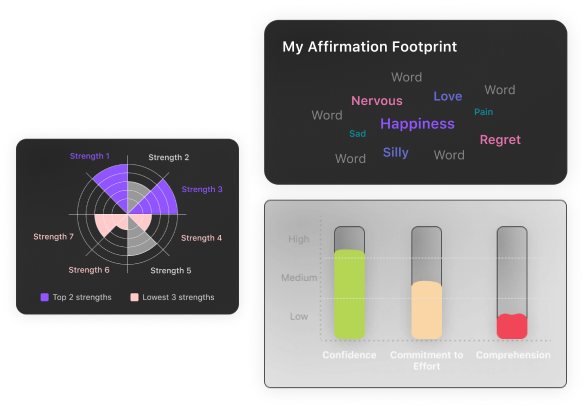 My Affirmation Footprint
Word
Nervous
Love
Word
Word
Pain
Sad
Happiness
Regret
Word
Silly
Word
Strength 1
Strength 2
Strength 3
Strength 7
Strength 4
Strength 6
Strength 5
Top 2 strengths
Lowest 3 strengths
High
Medium
Low
Confidence
Commitment to
Effort
Comprehension